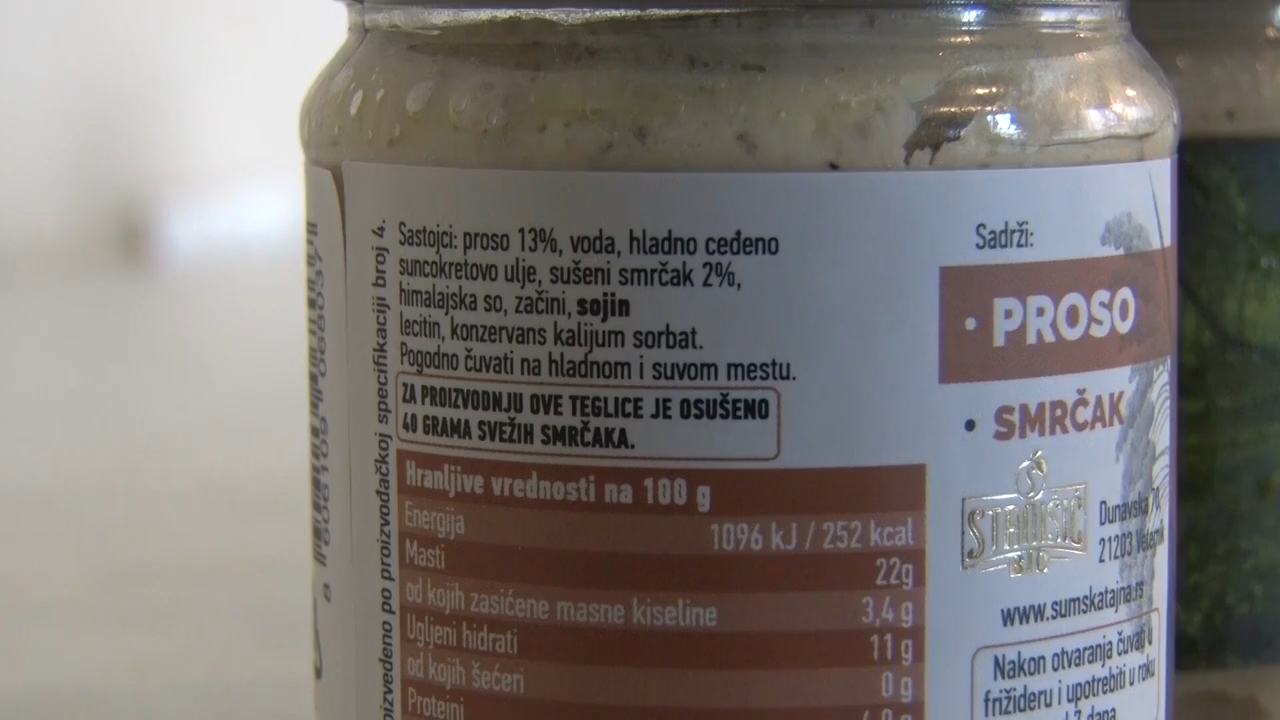 Sastojci: proso 13%, voda, hladno ceđeno
suncokretovo ulje, sušeni smrčak 2%,
himalajska so, začini, sojin
lecitin, konzervans kalijum sorbat.
Pogodno čuvati na hladnom i suvom mestu.
ZA PROIZVODNJU OVE TEGLICE JE OSUŠENO
40 GRAMA SVEŽIH SMRČAKA.
Hranljive vrednosti na 100 g
Energija 1096 kJ / 252 kcal
Masti 22g
od kojih zasićene masne kiseline 3,4 g
Ugljeni hidrati 11 g
od kojih šećeri 0 g
Proteini
po proizvođačkoj specifikaciji broj 4.
Sadrži:
• PROSO
• SMRČAK
BIO
Dunavska 70
21203
www.sumskatajna.rs
Nakon otvaranja čuvati u
frižideru i upotrebiti u roku
7 dana